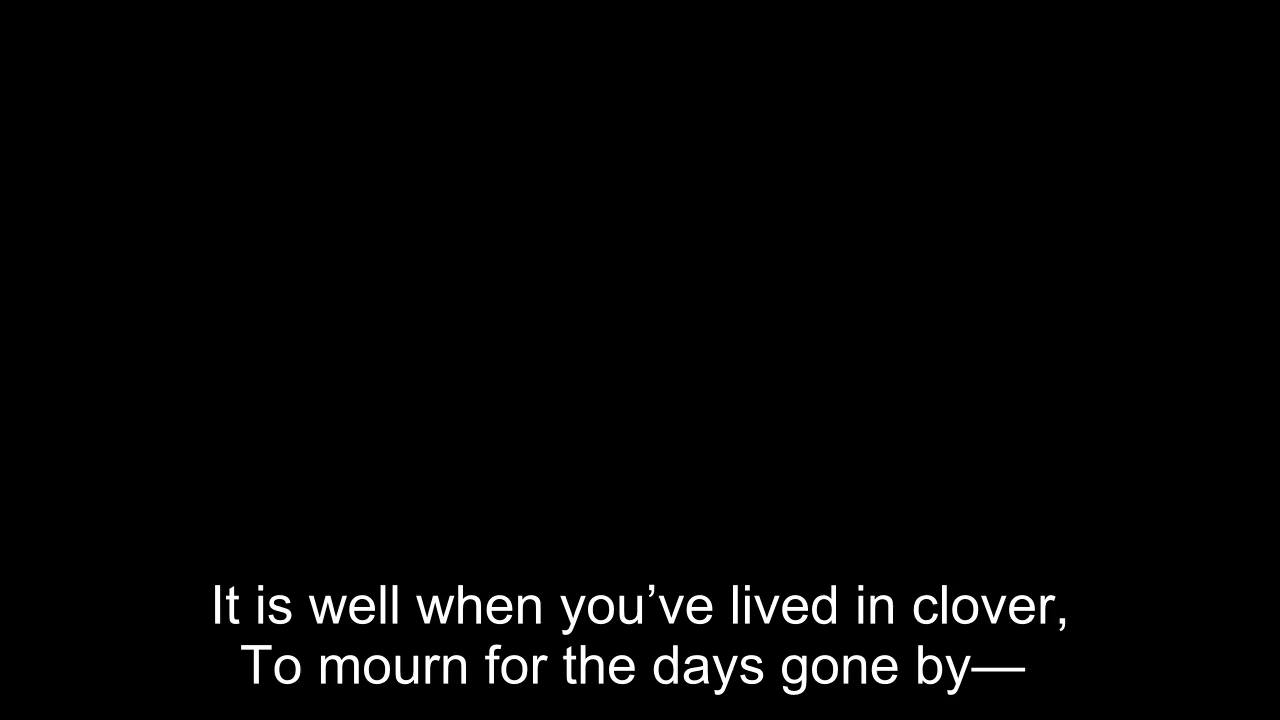 It is well when you’ve lived in clover,
To mourn for the days gone by—